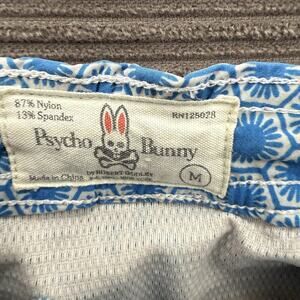 87% Nylon
13% Spandex
RN125028
Psycho Bunny
by ROBERT GODLEY
Made in China
M